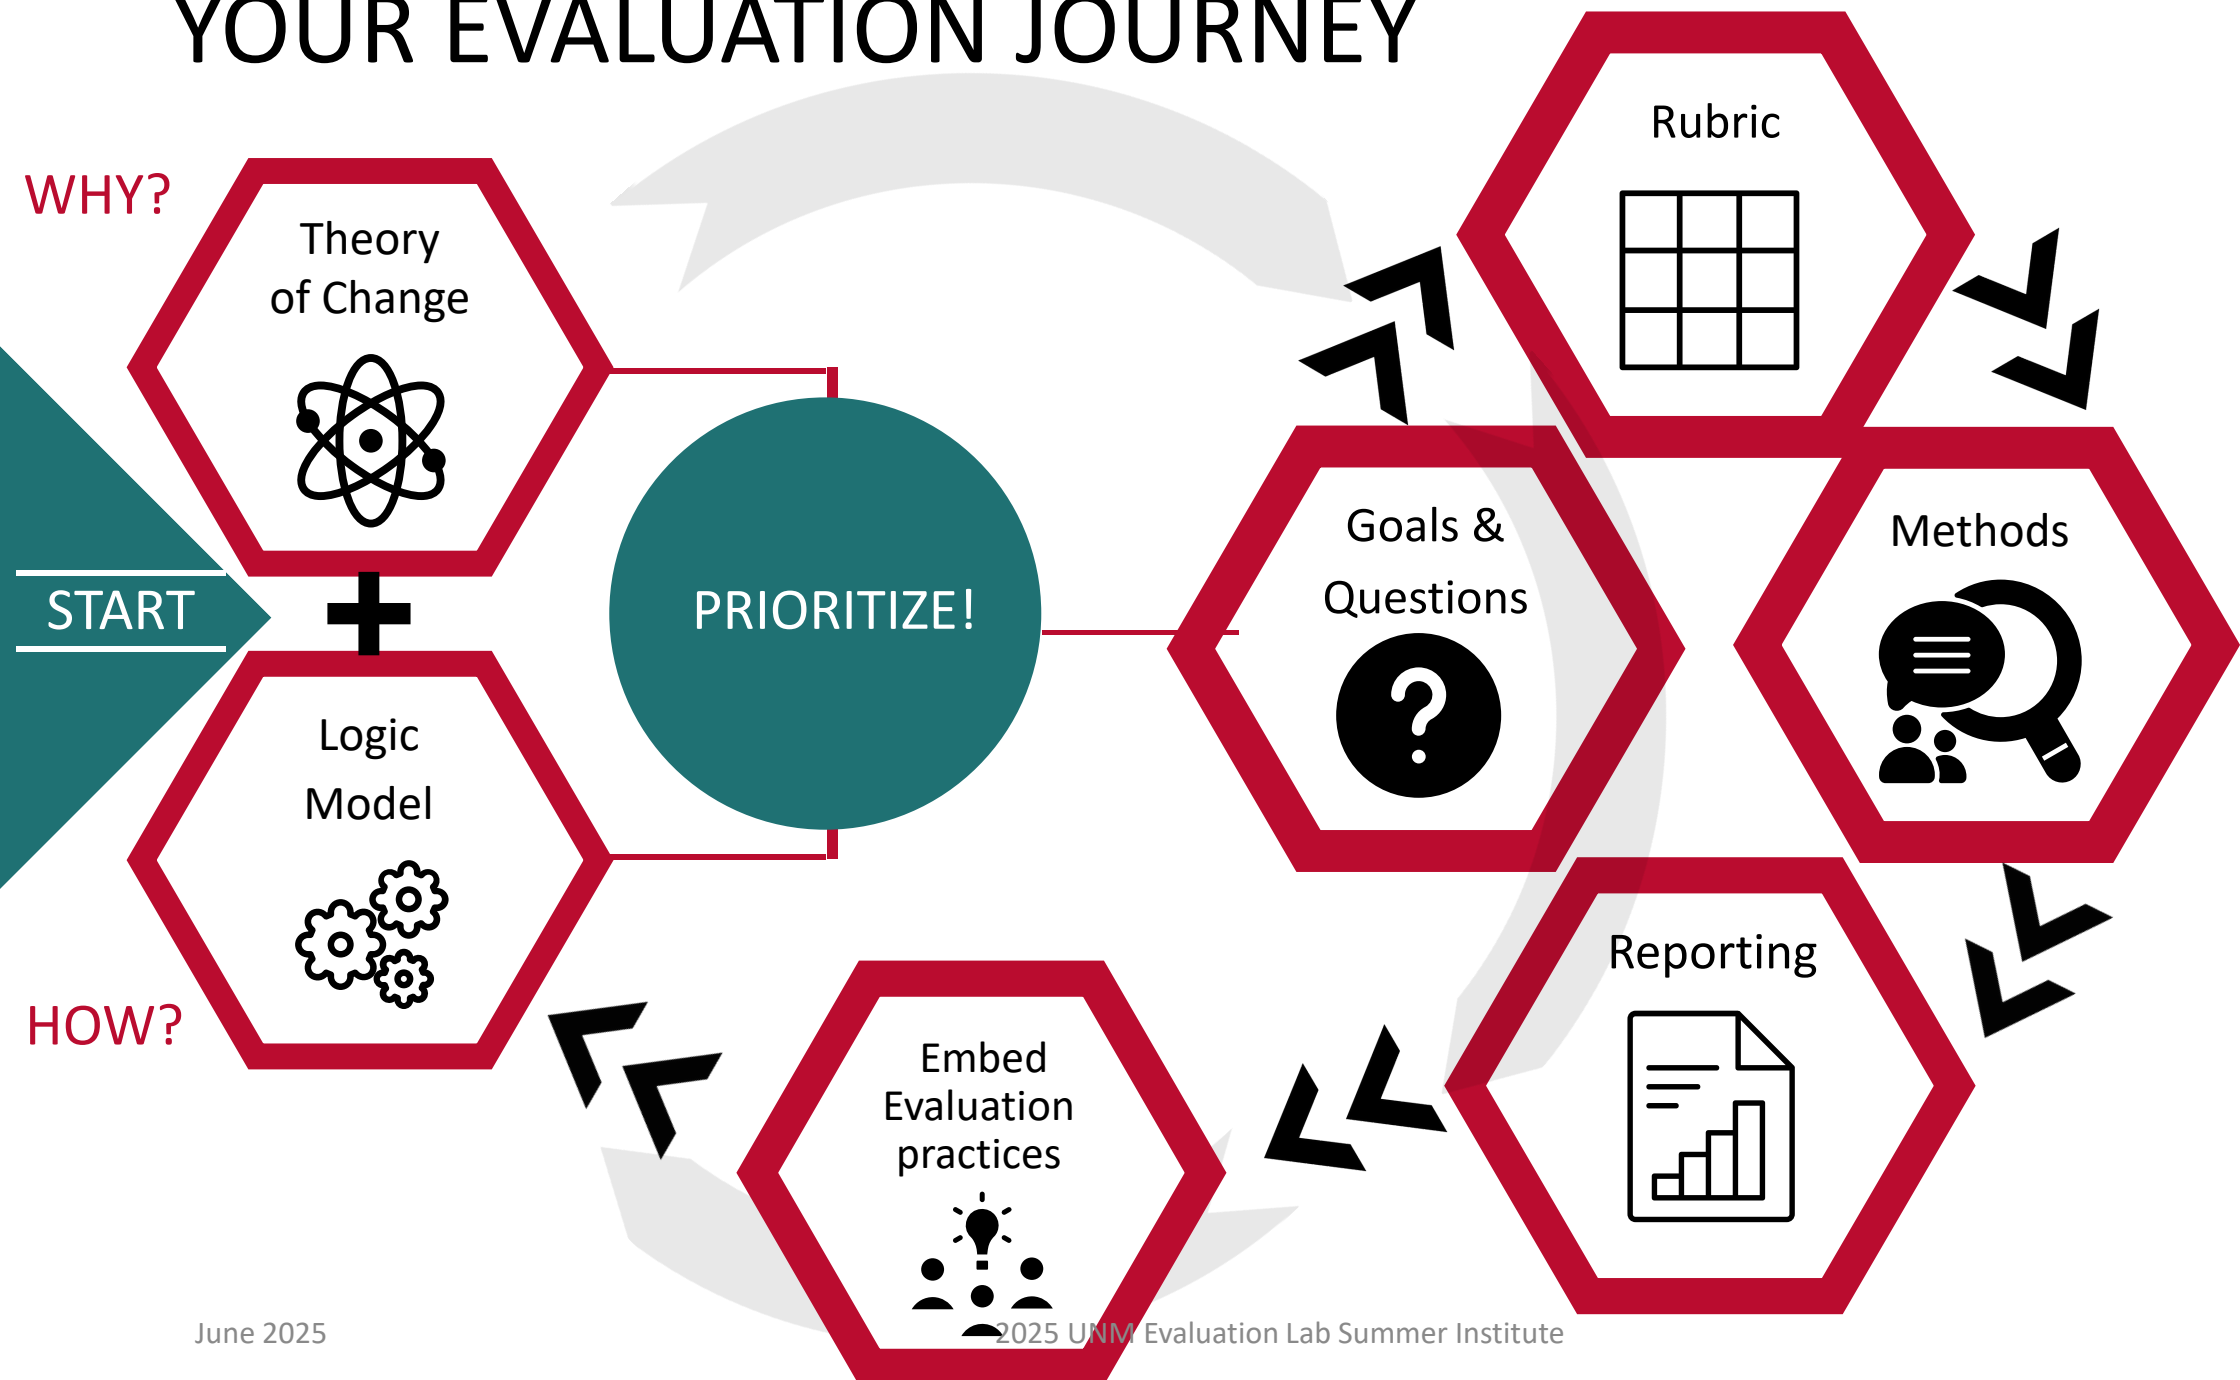 YOUR EVALUATION JOURNEY
WHY?
Theory
of Change
START
Logic
Model
HOW?
PRIORITIZE!
Goals &
Questions
Rubric
Methods
Reporting
Embed
Evaluation
practices
June 2025
2025 UNM Evaluation Lab Summer Institute